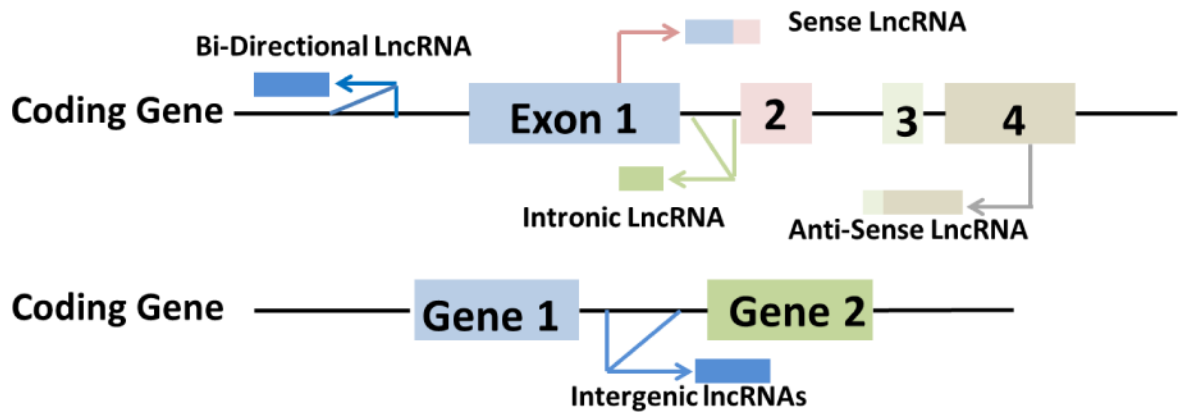 Sense LncRNA
Bi-Directional LncRNA
Coding Gene
Exon 1
2
3
4
Intronic LncRNA
Anti-Sense LncRNA
Coding Gene
Gene 1
Gene 2
Intergenic lncRNAs